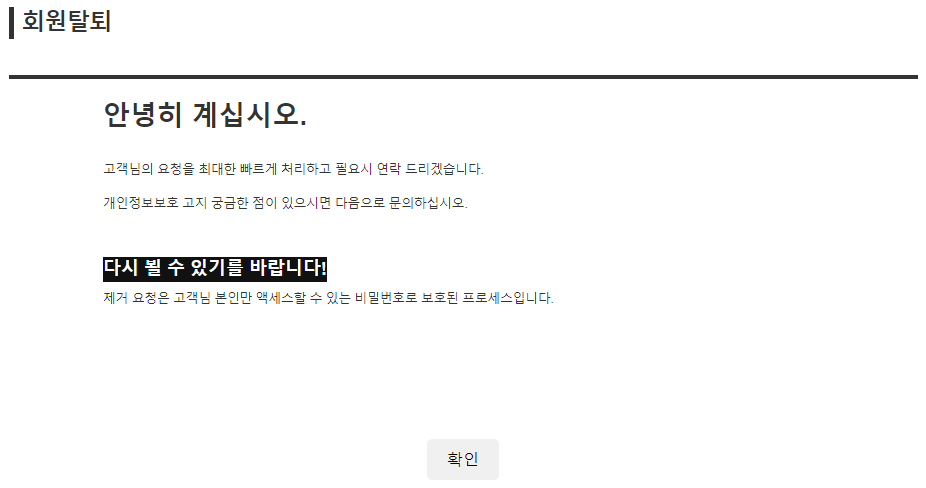 회원탈퇴
안녕히 계십시오.
고객님의 요청을 최대한 빠르게 처리하고 필요시 연락 드리겠습니다.
개인정보보호 고지 궁금한 점이 있으시면 다음으로 문의하십시오.
다시 뵐 수 있기를 바랍니다!
제거 요청은 고객님 본인만 액세스할 수 있는 비밀번호로 보호된 프로세스입니다.
확인